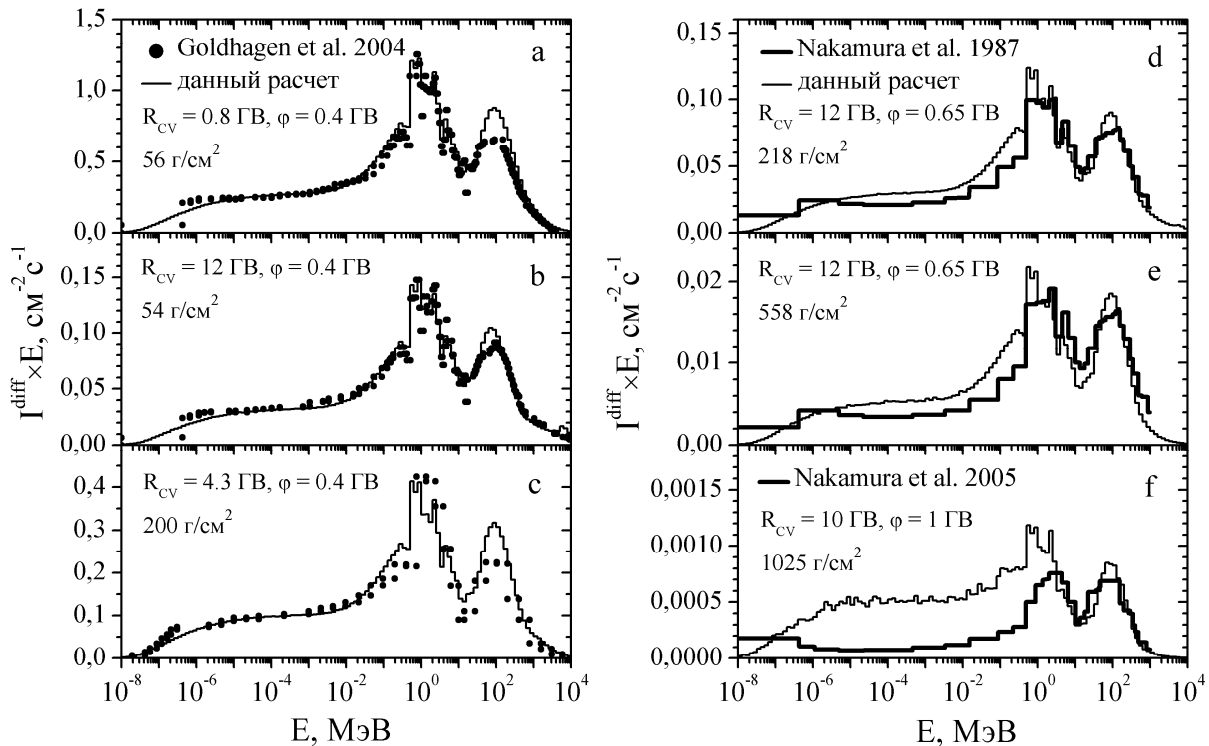 1,5
1,0
0,5
0,0
Goldhagen et al. 2004
данный расчет
R_CV = 0.8 ГВ, φ = 0.4 ГВ
56 г/см²
a
0,15
0,10
0,05
0,00
R_CV = 12 ГВ, φ = 0.4 ГВ
54 г/см²
b
0,4
0,3
0,2
0,1
0,0
R_CV = 4.3 ГВ, φ = 0.4 ГВ
200 г/см²
c
I^diff×E, см⁻²с⁻¹
10⁻⁸ 10⁻⁶ 10⁻⁴ 10⁻² 10⁰ 10² 10⁴
E, МэВ
0,15
0,10
0,05
0,00
Nakamura et al. 1987
данный расчет
R_CV = 12 ГВ, φ = 0.65 ГВ
218 г/см²
d
0,02
0,01
0,00
R_CV = 12 ГВ, φ = 0.65 ГВ
558 г/см²
e
0,0015
0,0010
0,0005
0,0000
Nakamura et al. 2005
R_CV = 10 ГВ, φ = 1 ГВ
1025 г/см²
f
I^diff×E, см⁻²с⁻¹
10⁻⁸ 10⁻⁶ 10⁻⁴ 10⁻² 10⁰ 10² 10⁴
E, МэВ